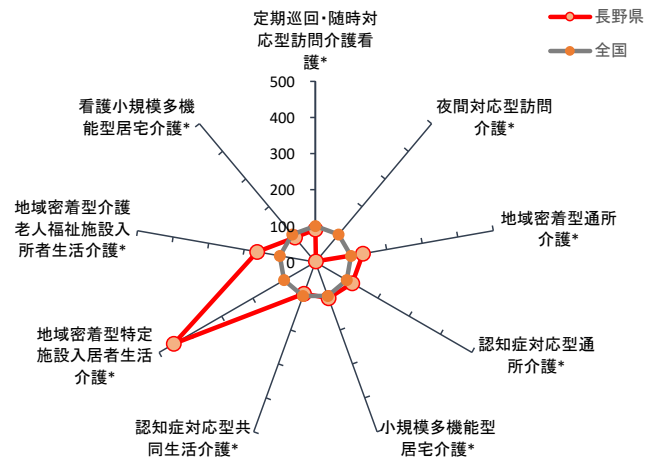 定期巡回・随時対
応型訪問介護看
護*
長野県
全国
500
400
300
200
100
0
夜間対応型訪問
介護*
地域密着型通所
介護*
認知症対応型通
所介護*
小規模多機能型
居宅介護*
認知症対応型共
同生活介護*
地域密着型特定
施設入居者生活
介護*
地域密着型介護
老人福祉施設入
所者生活介護*
看護小規模多機
能型居宅介護*